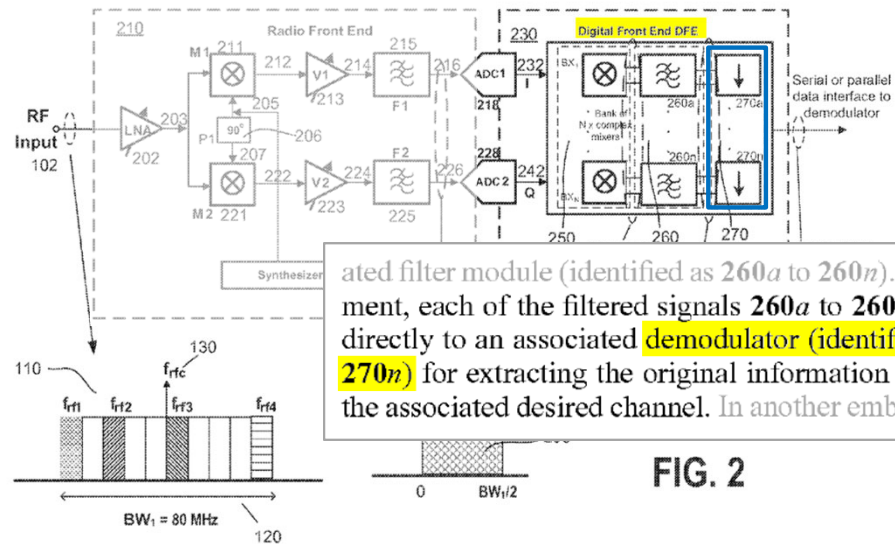 210
Radio Front End
230
Digital Front End DFE
M1
211
212
214
215
216
232
V1
213
F1
ADC1
218
I
BX₁
260a
270a
Serial or parallel
data interface to
demodulator
RF
Input
102
LNA
202
203
205
P1
90°
206
207
Bank of
N x complex
mixers
F2
228
222
224
226
242
V2
223
225
ADC2
Q
M2
221
BXN
260n
270n
250
260
270
Synthesizer
ated filter module (identified as 260a to 260n).
ment, each of the filtered signals 260a to 260
directly to an associated demodulator (identif
270n) for extracting the original information
the associated desired channel. In another emb
110
130
frfc
frf1
frf2
frf3
frf4
0
BW₁/2
FIG. 2
BW₁ = 80 MHz
120